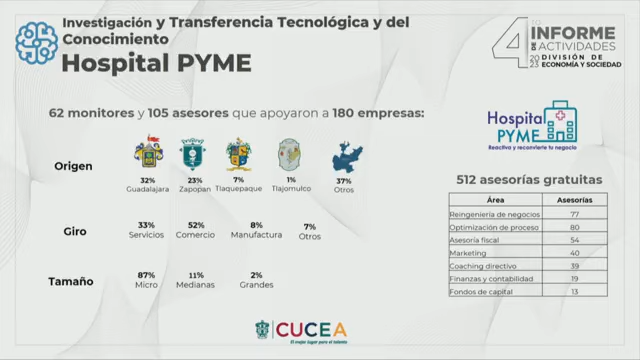 Investigación y Transferencia Tecnológica y del
Conocimiento
Hospital PYME
4to INFORME
DE ACTIVIDADES
2023 DIVISIÓN DE
ECONOMÍA Y SOCIEDAD
62 monitores y 105 asesores que apoyaron a 180 empresas:
Hospital
PYME
Reactiva y reconvierte tu negocio
Origen
32% 23% 7% 1% 37%
Guadalajara Zapopan Tlaquepaque Tlajomulco Otros
Giro
33% 52% 8% 7%
Servicios Comercio Manufactura Otros
Tamaño
87% 11% 2%
Micro Medianas Grandes
512 asesorías gratuitas
Área Asesorías
Reingeniería de negocios 77
Optimización de proceso 80
Asesoría fiscal 54
Marketing 40
Coaching directivo 39
Finanzas y contabilidad 19
Fondos de capital 13
CUCEA
El mejor lugar para el talento